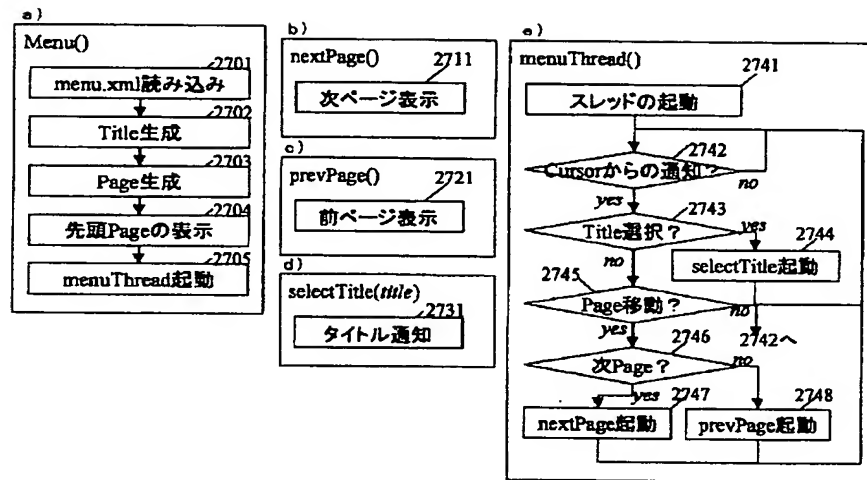 a)
Menu()
2701
menu.xml読み込み
2702
Title生成
2703
Page生成
2704
先頭Pageの表示
2705
menuThread起動
b)
nextPage()
2711
次ページ表示
c)
prevPage()
2721
前ページ表示
d)
selectTitle(title)
2731
タイトル通知
e)
menuThread()
2741
スレッドの起動
2742
Cursorからの通知?
no
yes
2743
Title選択?
yes
2744
selectTitle起動
no
2745
Page移動?
no
2742へ
yes
2746
次Page?
no
yes
2747
nextPage起動
2748
prevPage起動